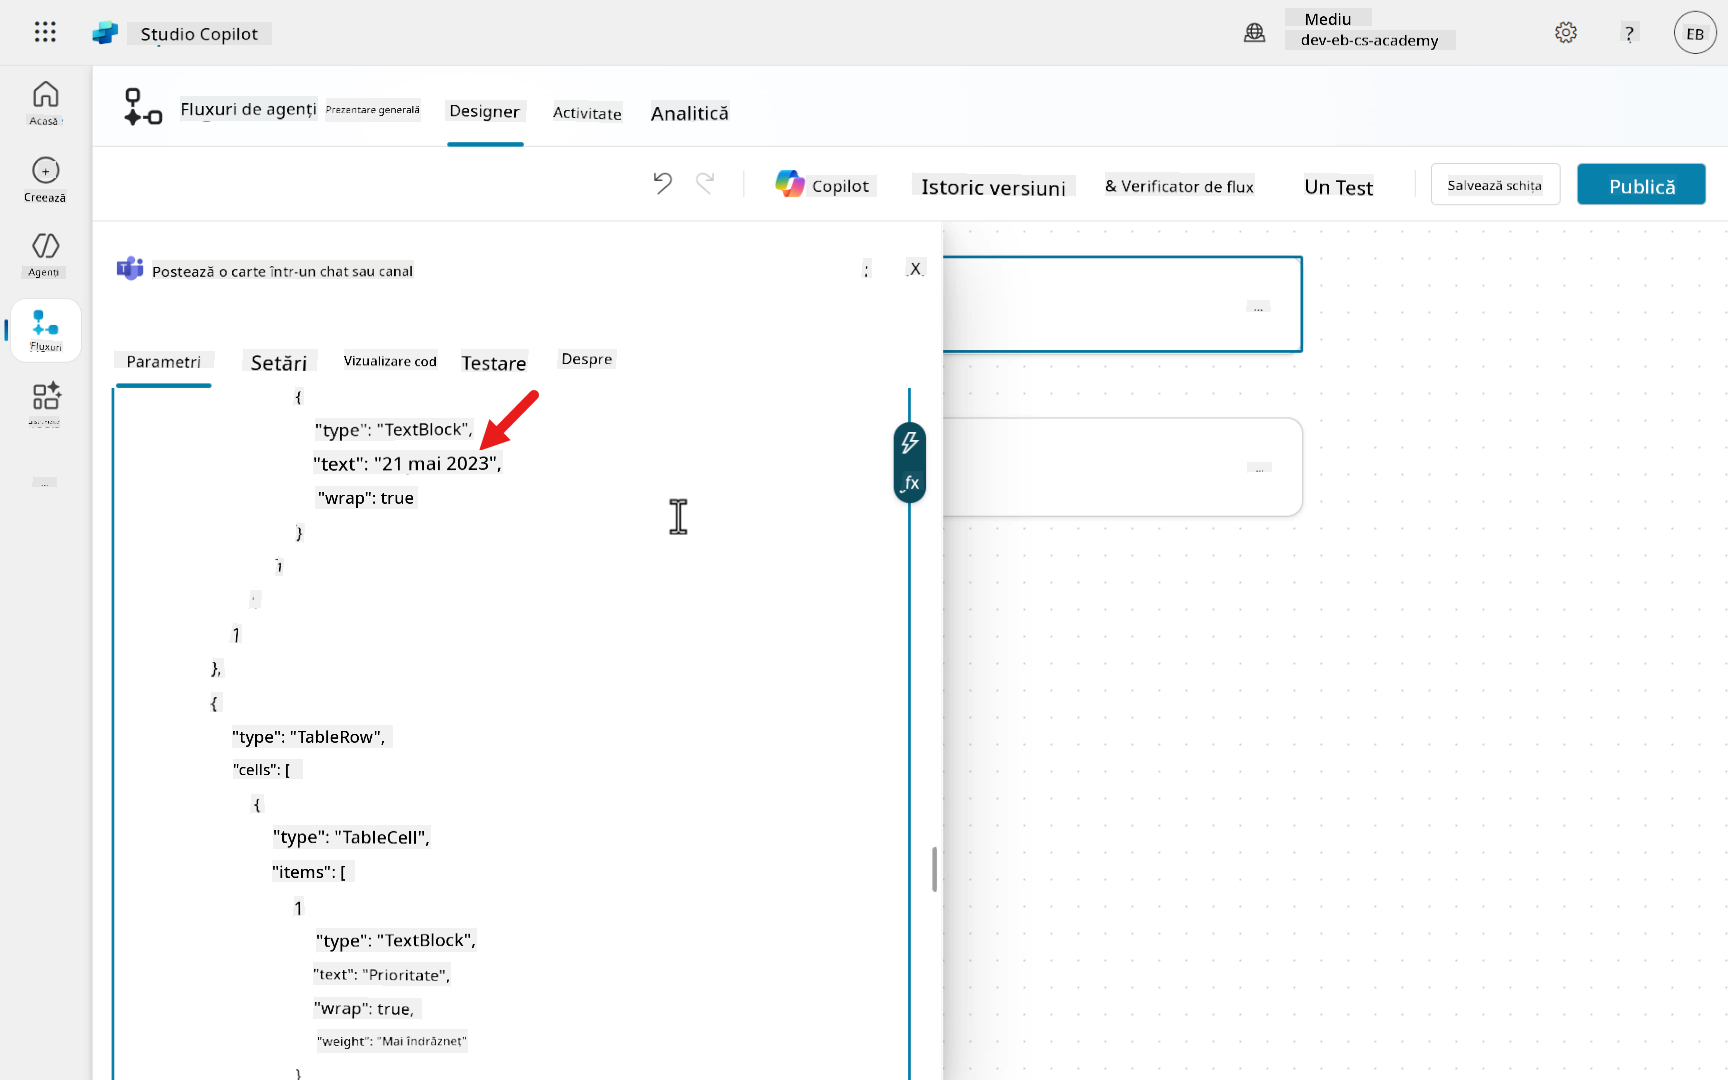 Studio Copilot
Mediu
dev-eb-cs-academy
?
EB
Acasă
Creează
Agenți
Fluxuri
...
Fluxuri de agenți
Prezentare generală
Designer
Activitate
Analitică
Copilot
Istoric versiuni
& Verificator de flux
Un Test
Salvează schița
Publică
Postează o carte într-un chat sau canal
:
X
...
...
Parametri
Setări
Vizualizare cod
Testare
Despre
fx
{
"type": "TextBlock",
"text": "21 mai 2023",
"wrap": true
}
1
},
{
"type": "TableRow",
"cells": [
{
"type": "TableCell",
"items": [
1
"type": "TextBlock",
"text": "Prioritate",
"wrap": true,
"weight": "Mai îndrăzneț"
}